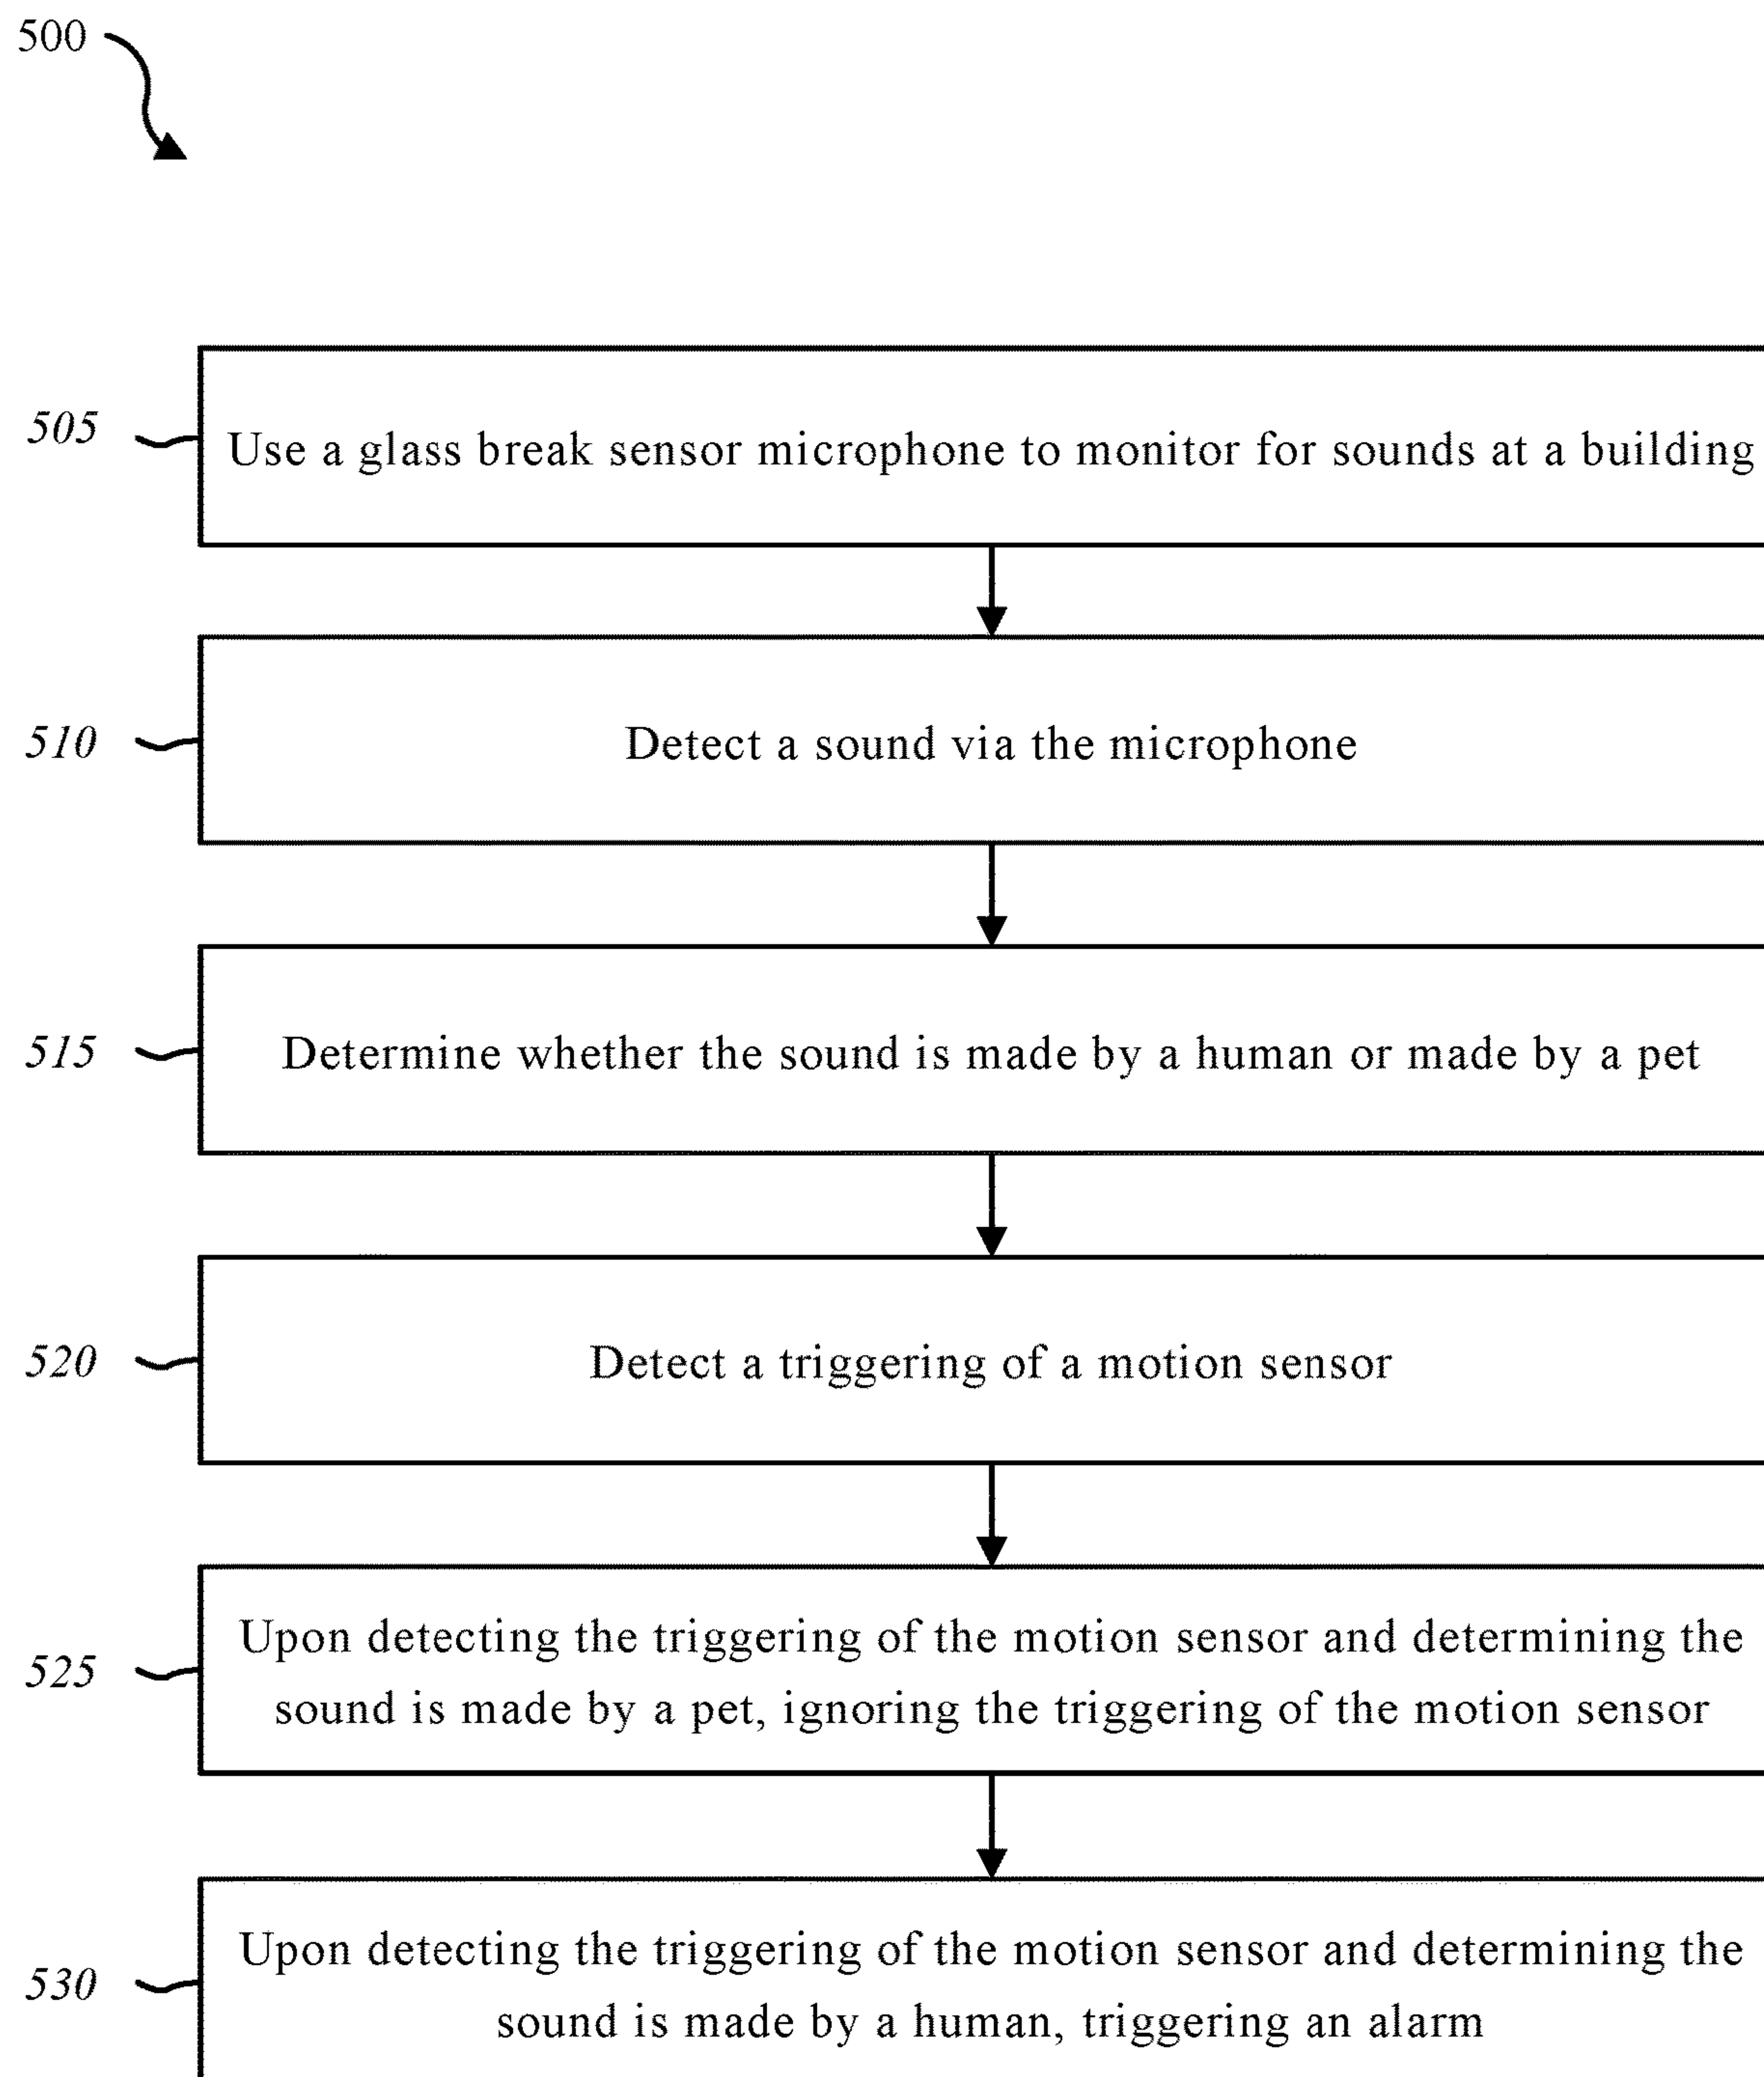 500
505
Use a glass break sensor microphone to monitor for sounds at a building
510
Detect a sound via the microphone
515
Determine whether the sound is made by a human or made by a pet
520
Detect a triggering of a motion sensor
525
Upon detecting the triggering of the motion sensor and determining the
sound is made by a pet, ignoring the triggering of the motion sensor
530
Upon detecting the triggering of the motion sensor and determining the
sound is made by a human, triggering an alarm